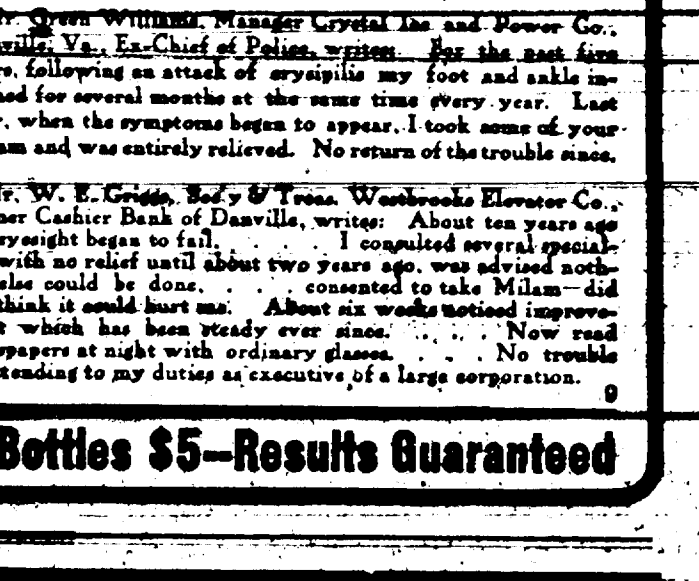 r. Green Williams, Manager Crystal Ice and Power Co.,
ville, Va., Ex-Chief of Police, writes: For the past five
rs, following an attack of erysipilis my foot and ankle in-
ned for several months at the same time every year. Last
, when the symptoms began to appear, I took some of your
am and was entirely relieved. No return of the trouble since.
r. W. E. Griggs, Sec'y & Treas. Westbrooks Elevator Co.,
mer Cashier Bank of Danville, writes: About ten years ago
eyesight began to fail. . . . . I consulted several special-
with no relief until about two years ago, was advised noth-
else could be done. . . . consented to take Milam—did
think it could hurt me. About six weeks noticed improve-
t which has been steady ever since. . . . . Now read
spapers at night with ordinary glasses. . . . No trouble
tending to my duties as executive of a large corporation.
9
Bottles $5—Results Guaranteed